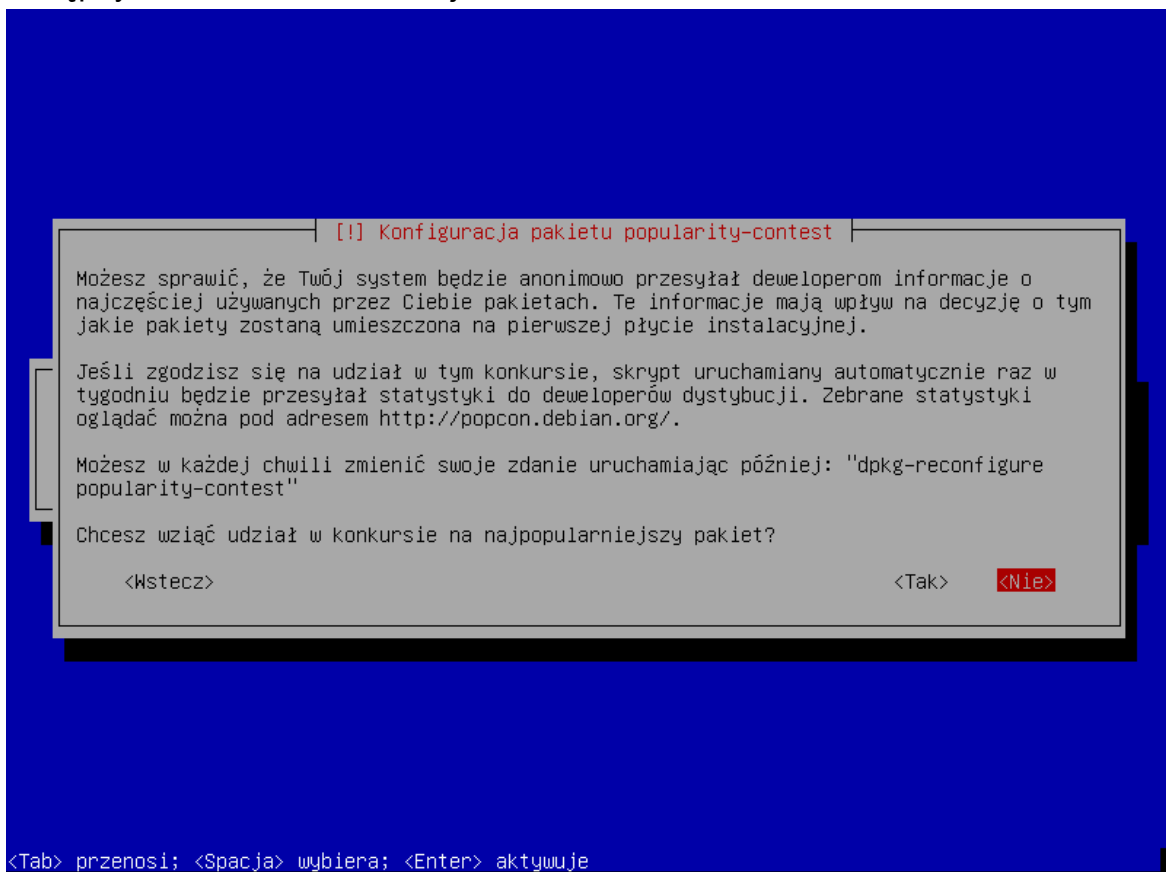 [!] Konfiguracja pakietu popularity-contest
Możesz sprawić, że Twój system będzie anonimowo przesyłał deweloperom informacje o
najczęściej używanych przez Ciebie pakietach. Te informacje mają wpływ na decyzję o tym
jakie pakiety zostaną umieszczona na pierwszej płycie instalacyjnej.
Jeśli zgodzisz się na udział w tym konkursie, skrypt uruchamiany automatycznie raz w
tygodniu będzie przesyłał statystyki do deweloperów dystybucji. Zebrane statystyki
oglądać można pod adresem http://popcon.debian.org/.
Możesz w każdej chwili zmienić swoje zdanie uruchamiając później: "dpkg-reconfigure
popularity-contest"
Chcesz wziąć udział w konkursie na najpopularniejszy pakiet?
<Wstecz> <Tak> <Nie>
<Tab> przenosi; <Spacja> wybiera; <Enter> aktywuje